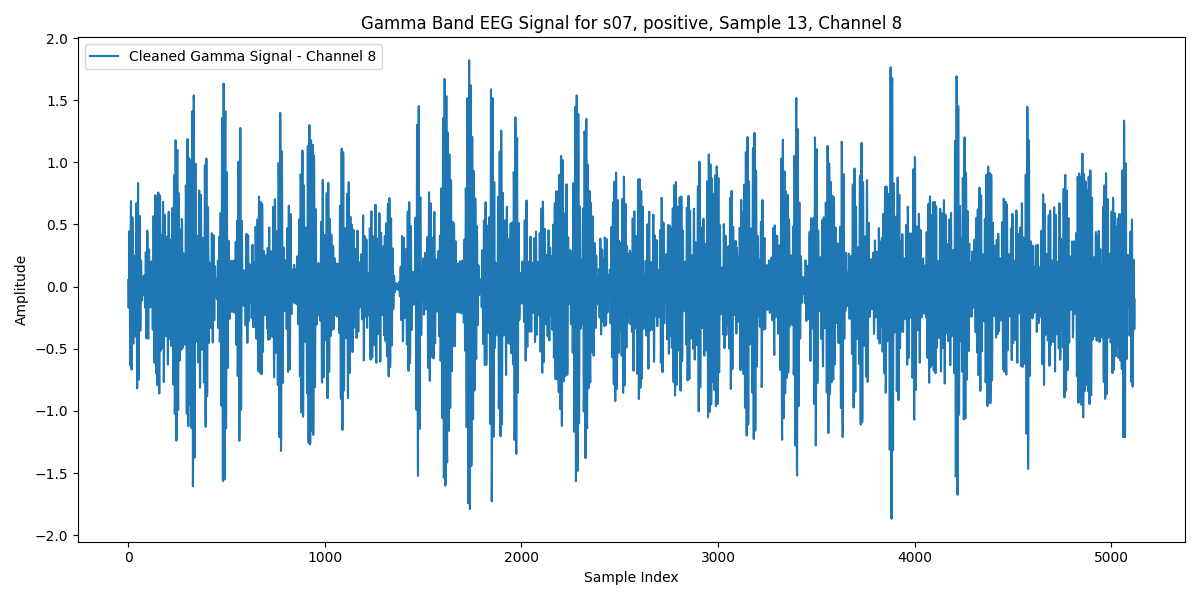 Gamma Band EEG Signal for s07, positive, Sample 13, Channel 8
Cleaned Gamma Signal - Channel 8
Amplitude
2.0
1.5
1.0
0.5
0.0
−0.5
−1.0
−1.5
−2.0
0 1000 2000 3000 4000 5000
Sample Index